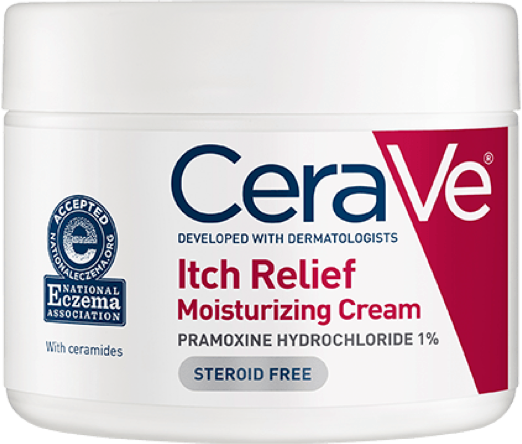 CeraVe®
DEVELOPED WITH DERMATOLOGISTS
Itch Relief
Moisturizing Cream
PRAMOXINE HYDROCHLORIDE 1%
STEROID FREE
ACCEPTED
NATIONALECZEMA.ORG
e
NATIONAL
Eczema
ASSOCIATION
With ceramides